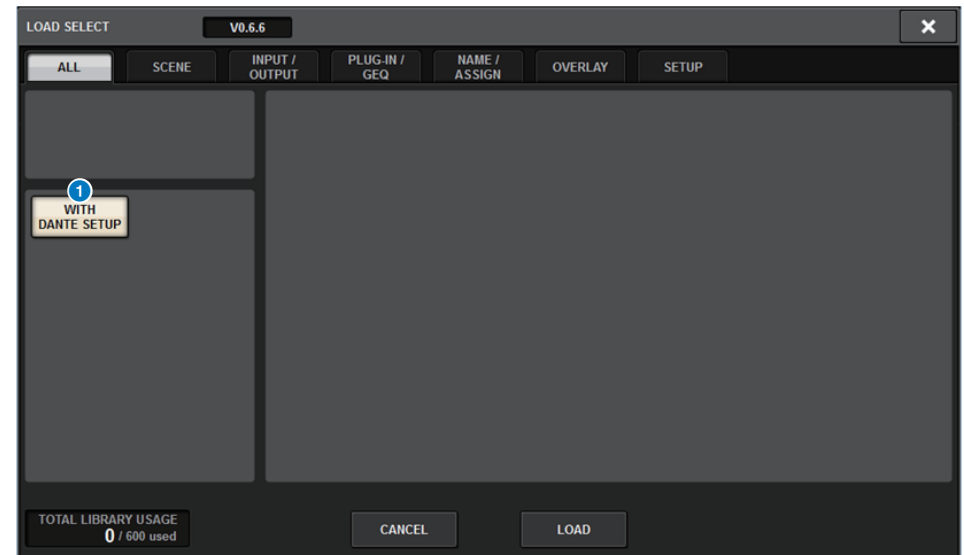 LOAD SELECT V0.6.6
ALL SCENE INPUT / OUTPUT PLUG-IN / GEQ NAME / ASSIGN OVERLAY SETUP
1
WITH
DANTE SETUP
TOTAL LIBRARY USAGE
0 / 600 used
CANCEL LOAD